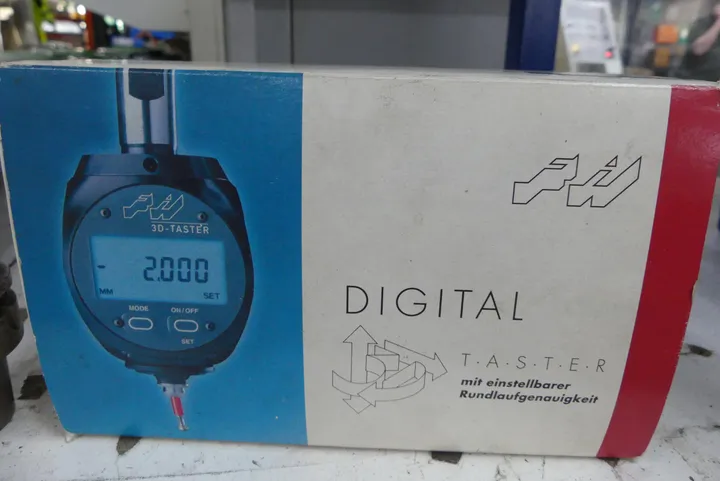 3D-TASTER
- 2.000
MM
SET
MODE
ON/OFF
SET
DIGITAL
T·A·S·T·E·R
mit einstellbarer
Rundlaufgenauigkeit